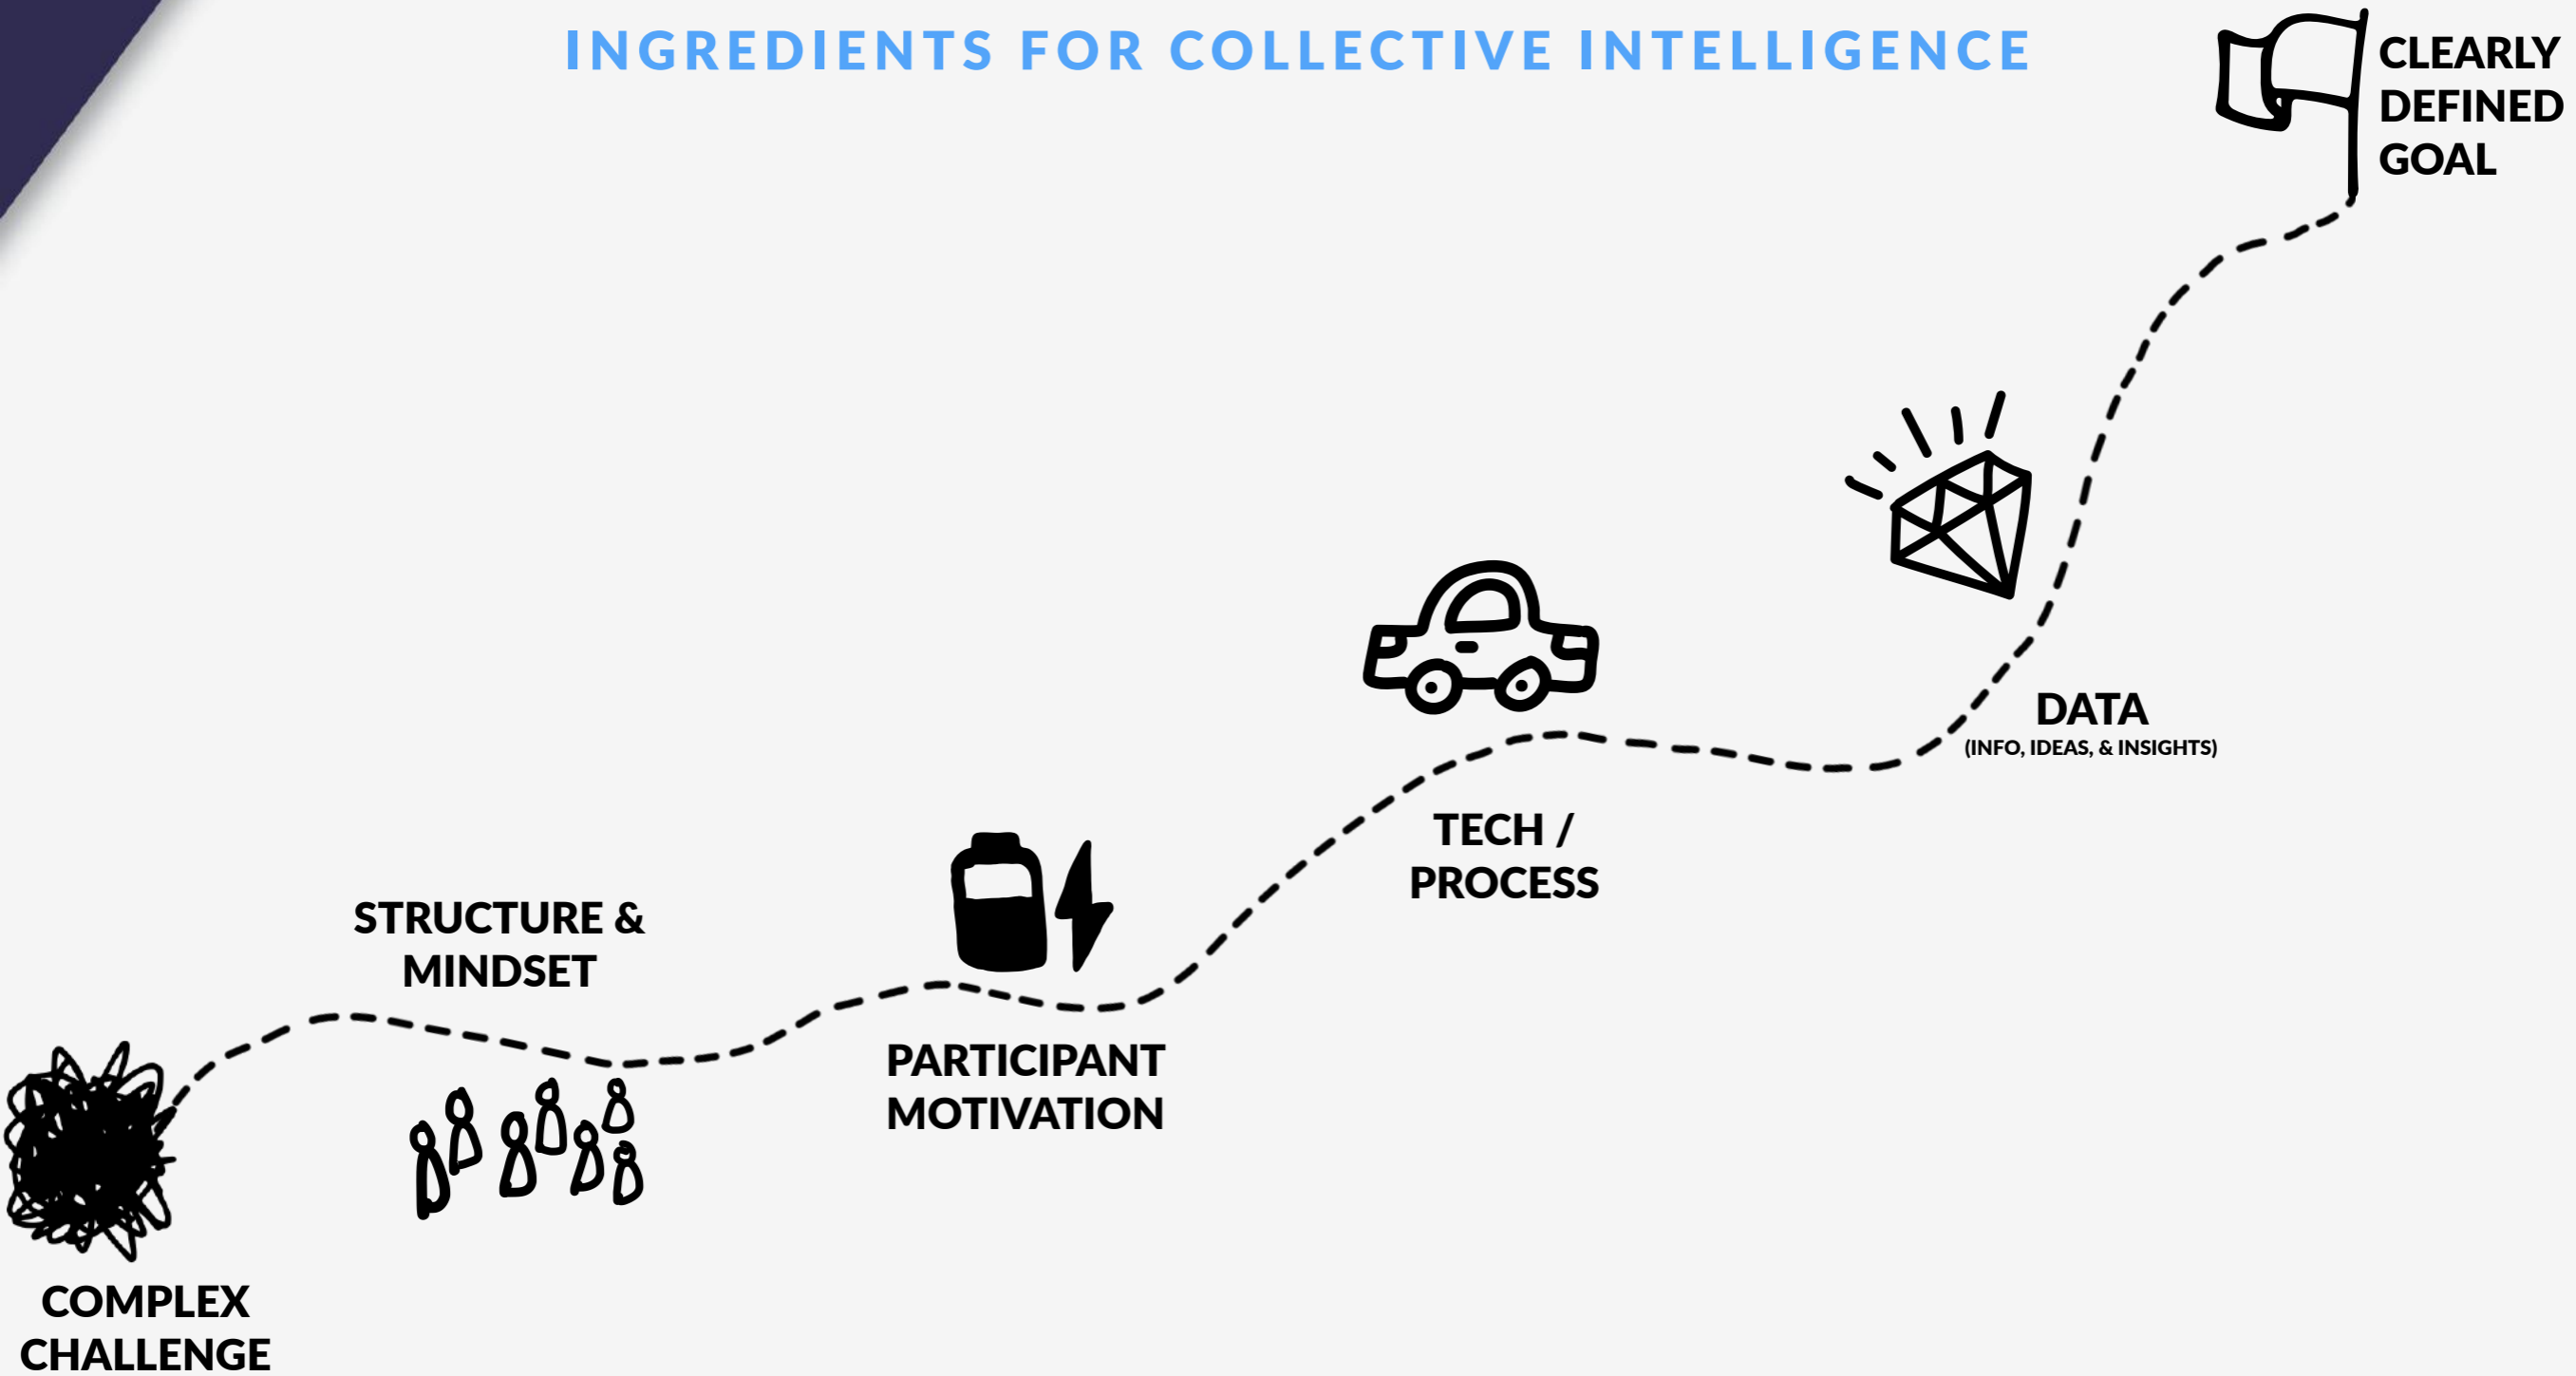 INGREDIENTS FOR COLLECTIVE INTELLIGENCE
CLEARLY
DEFINED
GOAL
DATA
(INFO, IDEAS, & INSIGHTS)
TECH /
PROCESS
STRUCTURE &
MINDSET
PARTICIPANT
MOTIVATION
COMPLEX
CHALLENGE